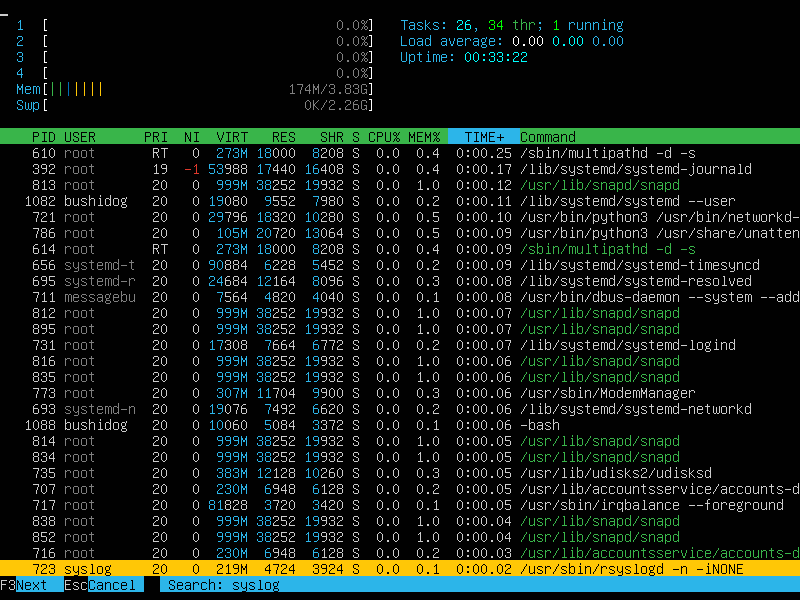 1 [ 0.0%] Tasks: 26, 34 thr; 1 running
2 [ 0.0%] Load average: 0.00 0.00 0.00
3 [ 0.0%] Uptime: 00:33:22
4 [ 0.0%]
Mem[||||||| 174M/3.83G]
Swp[ 0K/2.26G]
PID USER PRI NI VIRT RES SHR S CPU% MEM% TIME+ Command
610 root RT 0 273M 18000 8208 S 0.0 0.4 0:00.25 /sbin/multipathd -d -s
392 root 19 -1 53988 17440 16408 S 0.0 0.4 0:00.17 /lib/systemd/systemd-journald
813 root 20 0 999M 38252 19932 S 0.0 1.0 0:00.12 /usr/lib/snapd/snapd
1082 bushidog 20 0 19080 9552 7980 S 0.0 0.2 0:00.11 /lib/systemd/systemd --user
721 root 20 0 29796 18320 10280 S 0.0 0.5 0:00.10 /usr/bin/python3 /usr/bin/networkd-
786 root 20 0 105M 20720 13064 S 0.0 0.5 0:00.09 /usr/bin/python3 /usr/share/unatten
614 root RT 0 273M 18000 8208 S 0.0 0.4 0:00.09 /sbin/multipathd -d -s
656 systemd-t 20 0 90884 6228 5452 S 0.0 0.2 0:00.09 /lib/systemd/systemd-timesyncd
695 systemd-r 20 0 24684 12164 8096 S 0.0 0.3 0:00.08 /lib/systemd/systemd-resolved
711 messagebu 20 0 7564 4820 4040 S 0.0 0.1 0:00.08 /usr/bin/dbus-daemon --system --add
812 root 20 0 999M 38252 19932 S 0.0 1.0 0:00.07 /usr/lib/snapd/snapd
895 root 20 0 999M 38252 19932 S 0.0 1.0 0:00.07 /usr/lib/snapd/snapd
731 root 20 0 17308 7664 6772 S 0.0 0.2 0:00.07 /lib/systemd/systemd-logind
816 root 20 0 999M 38252 19932 S 0.0 1.0 0:00.06 /usr/lib/snapd/snapd
835 root 20 0 999M 38252 19932 S 0.0 1.0 0:00.06 /usr/lib/snapd/snapd
773 root 20 0 307M 11704 9900 S 0.0 0.3 0:00.06 /usr/sbin/ModemManager
693 systemd-n 20 0 19076 7492 6620 S 0.0 0.2 0:00.06 /lib/systemd/systemd-networkd
1088 bushidog 20 0 10060 5084 3372 S 0.0 0.1 0:00.06 -bash
814 root 20 0 999M 38252 19932 S 0.0 1.0 0:00.05 /usr/lib/snapd/snapd
834 root 20 0 999M 38252 19932 S 0.0 1.0 0:00.05 /usr/lib/snapd/snapd
735 root 20 0 383M 12128 10260 S 0.0 0.3 0:00.05 /usr/lib/udisks2/udisksd
707 root 20 0 230M 6948 6128 S 0.0 0.2 0:00.05 /usr/lib/accountsservice/accounts-d
717 root 20 0 81828 3720 3420 S 0.0 0.1 0:00.05 /usr/sbin/irqbalance --foreground
838 root 20 0 999M 38252 19932 S 0.0 1.0 0:00.04 /usr/lib/snapd/snapd
852 root 20 0 999M 38252 19932 S 0.0 1.0 0:00.04 /usr/lib/snapd/snapd
716 root 20 0 230M 6948 6128 S 0.0 0.2 0:00.03 /usr/lib/accountsservice/accounts-d
723 syslog 20 0 219M 4724 3924 S 0.0 0.1 0:00.02 /usr/sbin/rsyslogd -n -iNONE
F3Next EscCancel Search: syslog